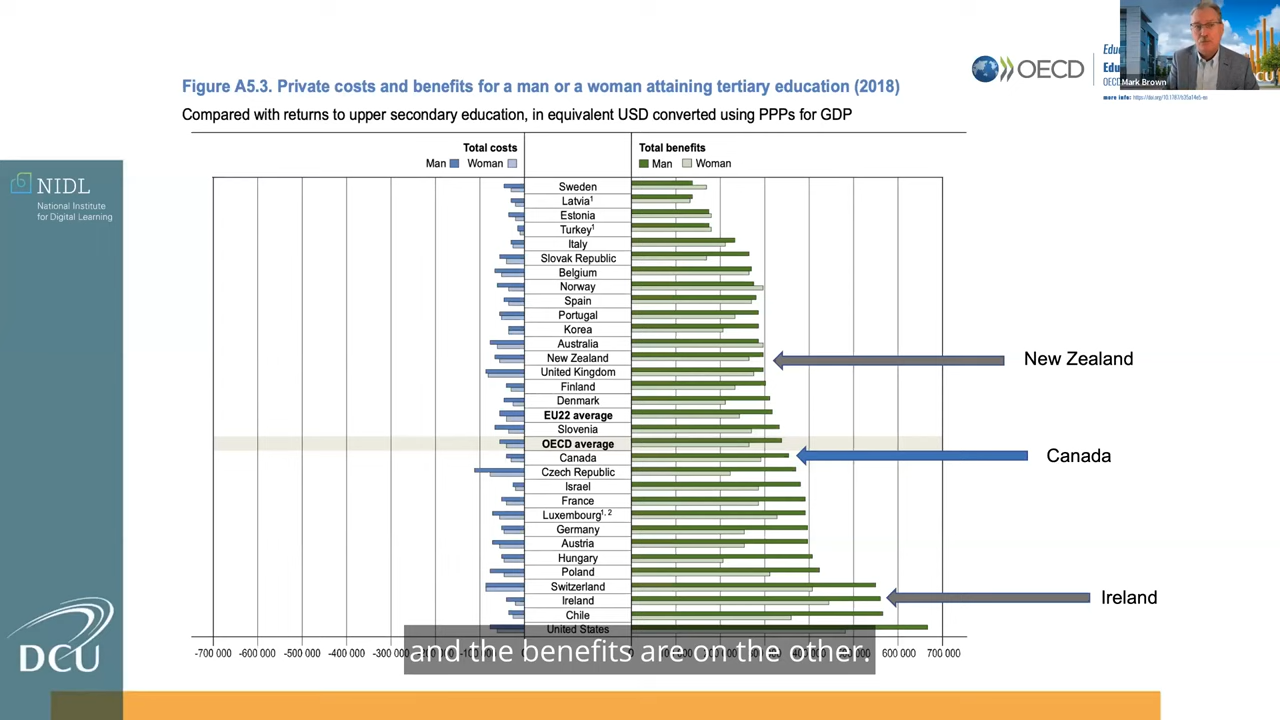 OECD
Edu
Edu
OECD
more info:
Mark Brown
Figure A5.3. Private costs and benefits for a man or a woman attaining tertiary education (2018)
Compared with returns to upper secondary education, in equivalent USD converted using PPPs for GDP
NIDL
National Institute
for Digital Learning
Total costs
Man Woman
Total benefits
Man Woman
Sweden
Latvia1
Estonia
Turkey1
Italy
Slovak Republic
Belgium
Norway
Spain
Portugal
Korea
Australia
New Zealand
United Kingdom
Finland
Denmark
EU22 average
Slovenia
OECD average
Canada
Czech Republic
Israel
France
Luxembourg1, 2
Germany
Austria
Hungary
Poland
Switzerland
Ireland
Chile
United States
New Zealand
Canada
Ireland
-700 000 -600 000 -500 000 -400 000 -300 000 600 000 700 000
and the benefits are on the other.
DCU